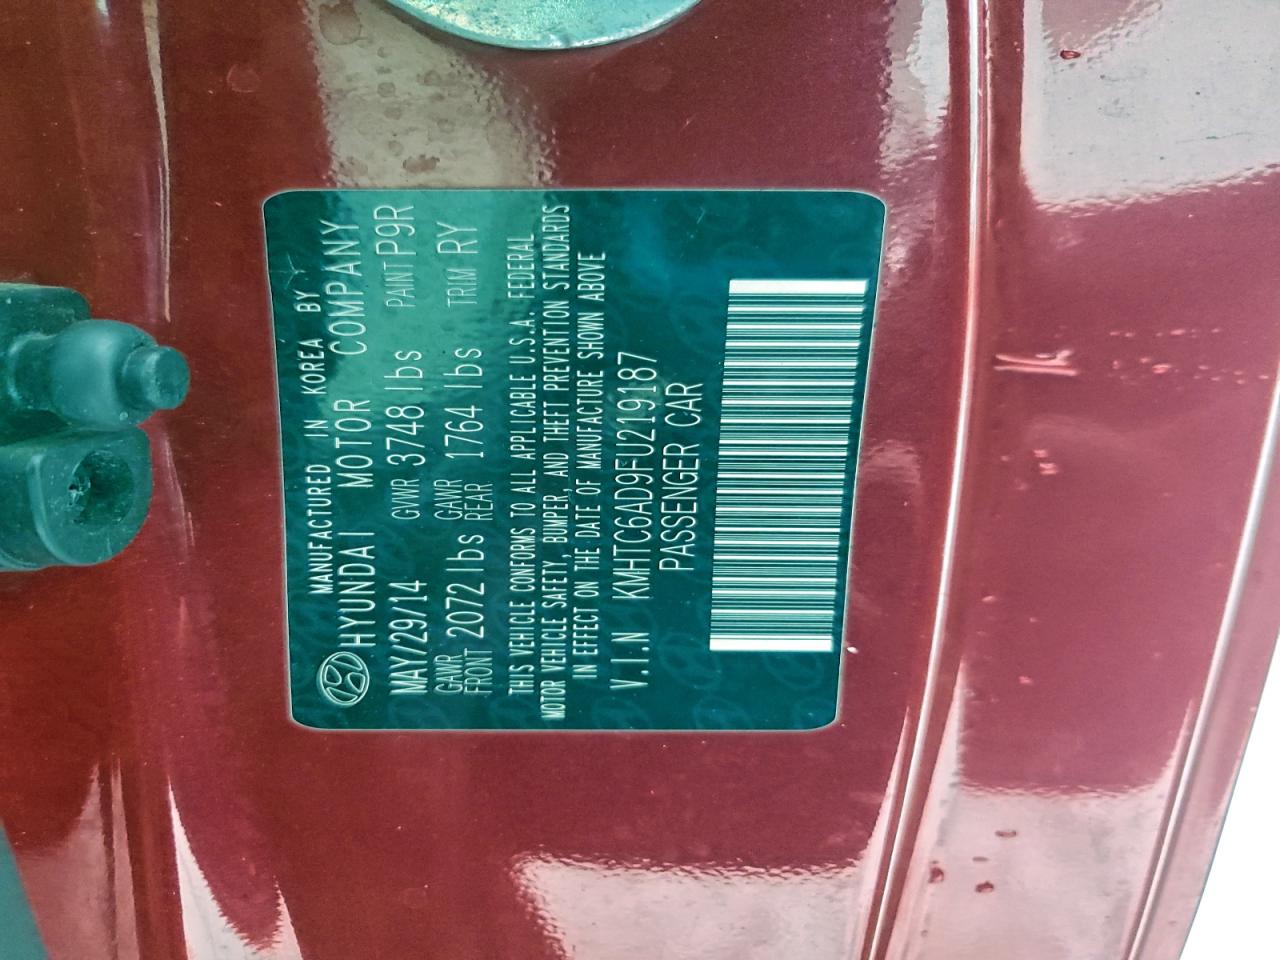 MANUFACTURED IN KOREA BY
HYUNDAI MOTOR COMPANY
MAY/29/14 GVWR 3748 lbs PAINT P9R
GAWR FRONT 2072 lbs GAWR REAR 1764 lbs TRIM RY
THIS VEHICLE CONFORMS TO ALL APPLICABLE U.S.A. FEDERAL
MOTOR VEHICLE SAFETY, BUMPER, AND THEFT PREVENTION STANDARDS
IN EFFECT ON THE DATE OF MANUFACTURE SHOWN ABOVE
V.I.N KMHTC6AD9FU219187
PASSENGER CAR